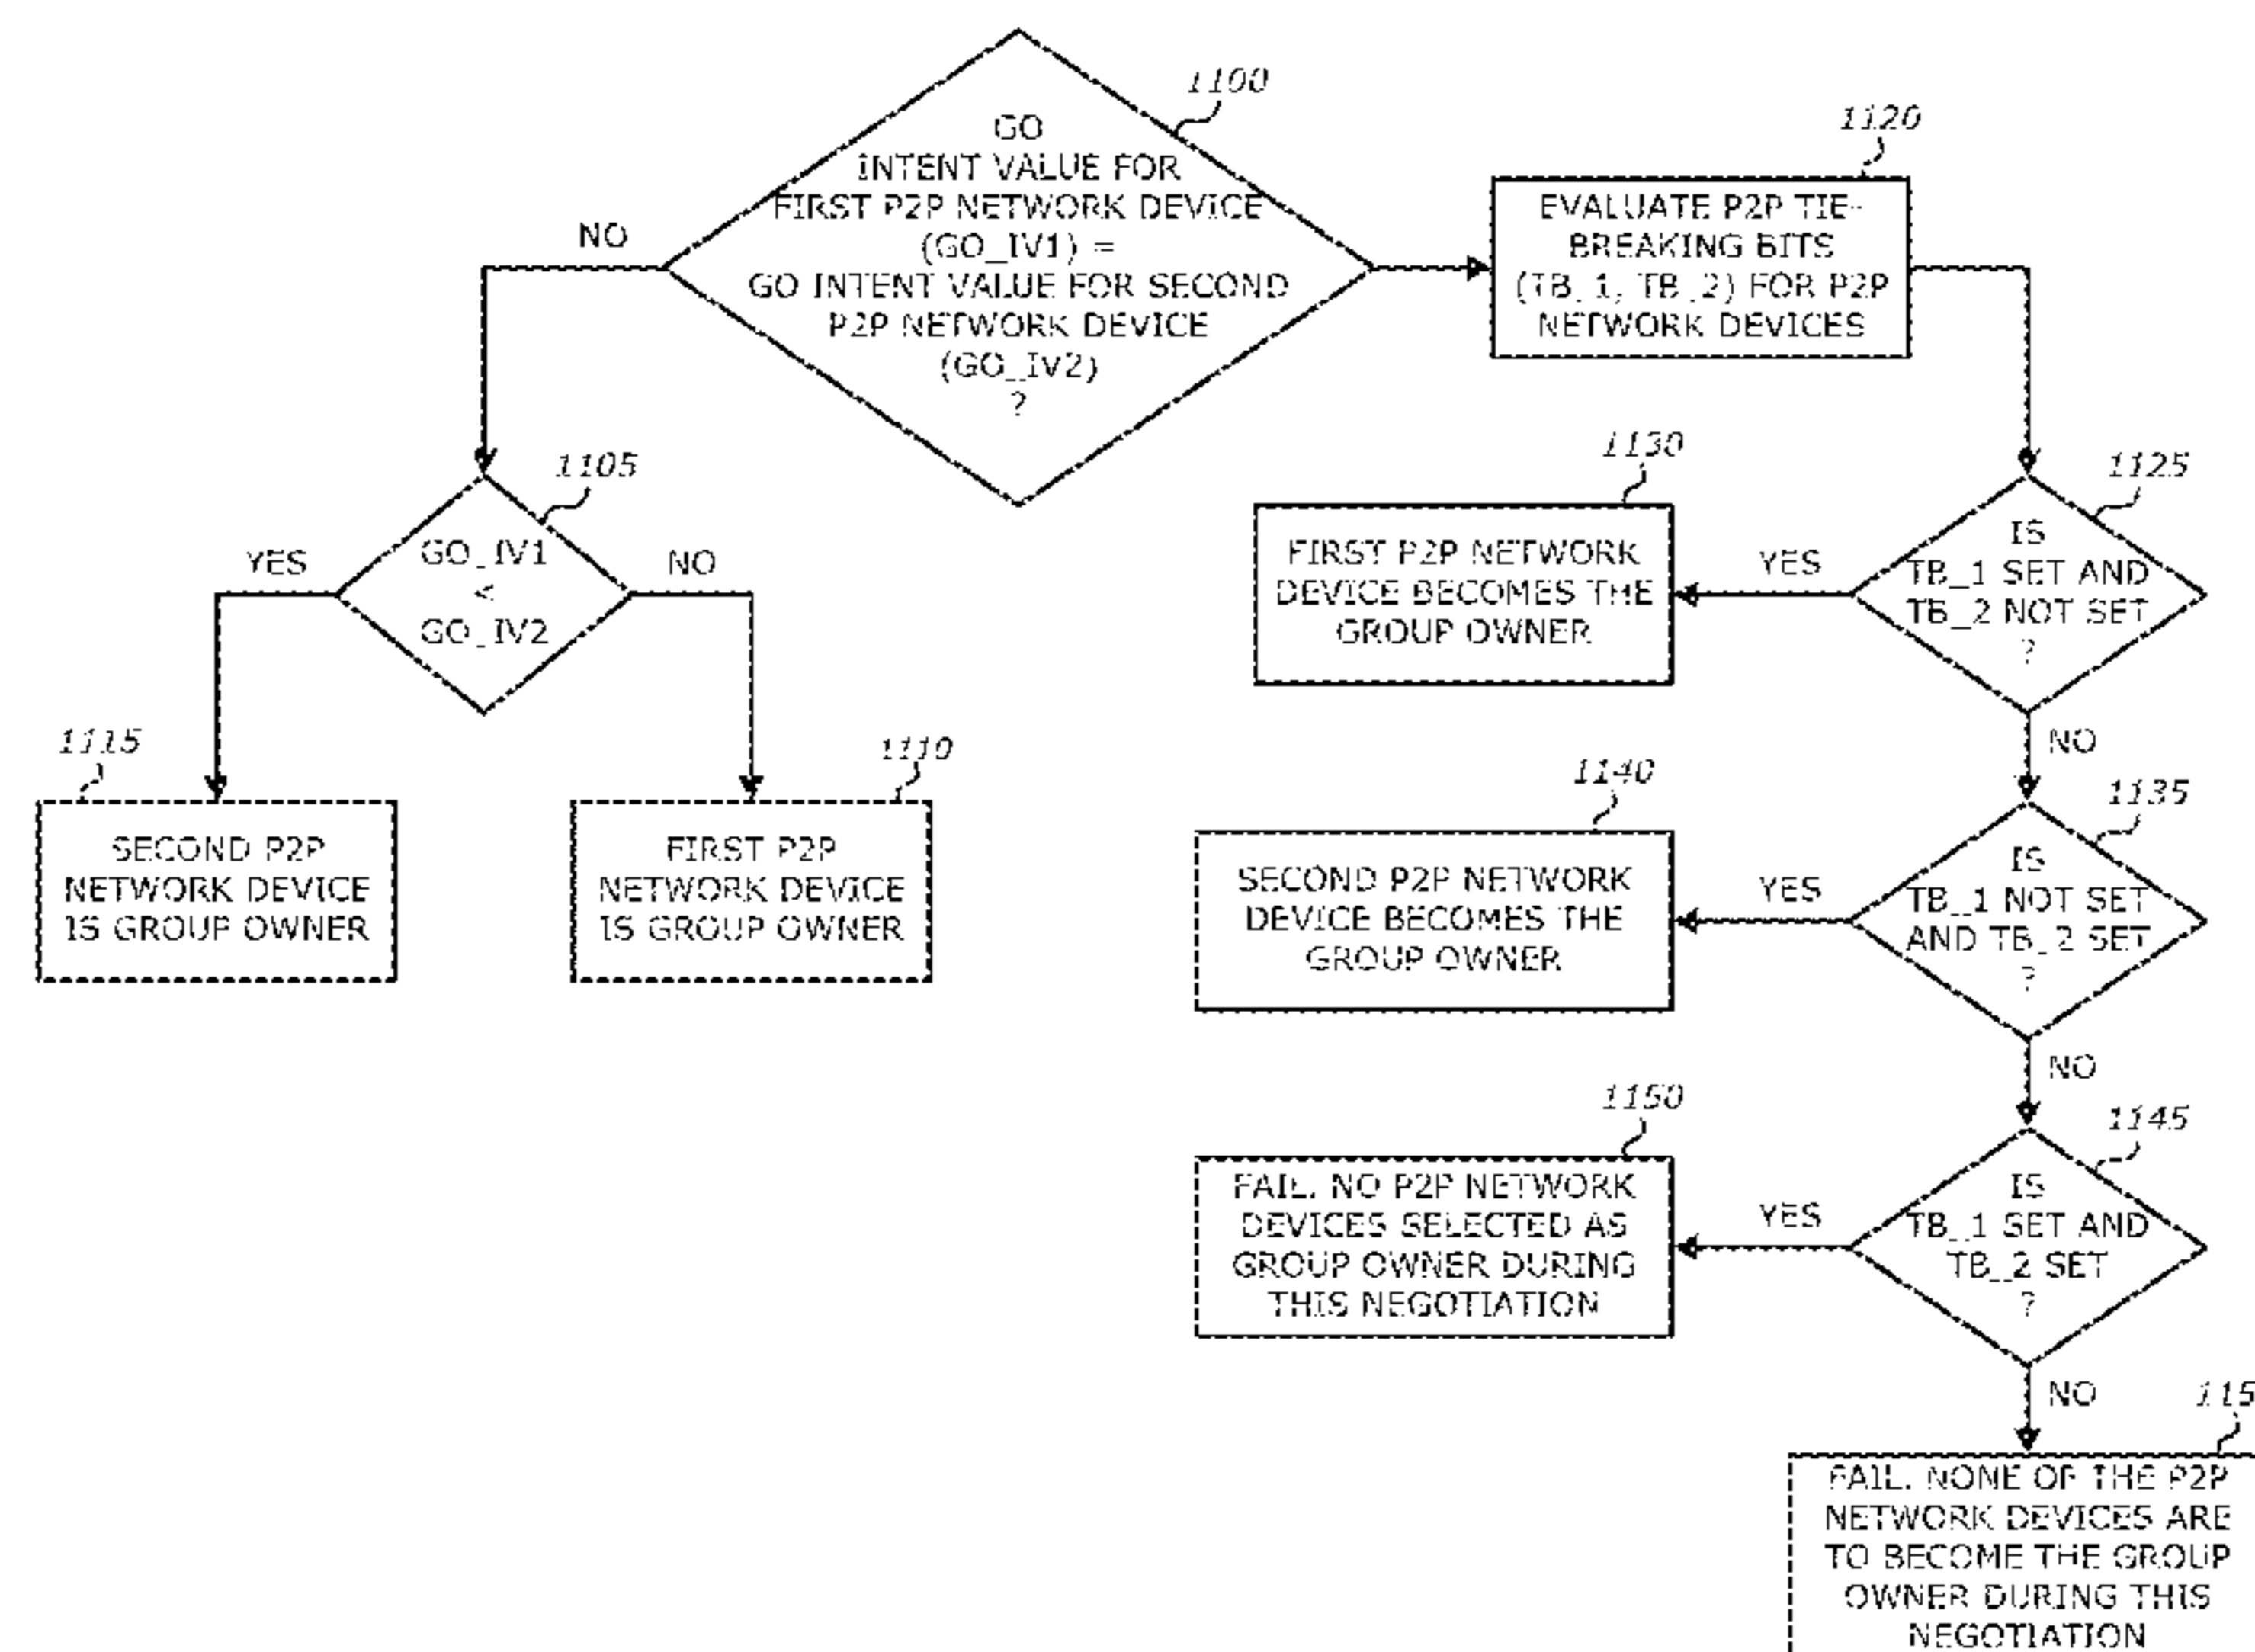 1100
GO
INTENT VALUE FOR
FIRST P2P NETWORK DEVICE
(GO_IV1) =
GO INTENT VALUE FOR SECOND
P2P NETWORK DEVICE
(GO_IV2)
?
NO
1120
EVALUATE P2P TIE-
BREAKING BITS
(TB_1, TB_2) FOR P2P
NETWORK DEVICES
1105
GO_IV1
<
GO_IV2
YES
NO
1115
SECOND P2P
NETWORK DEVICE
IS GROUP OWNER
1110
FIRST P2P
NETWORK DEVICE
IS GROUP OWNER
1125
IS
TB_1 SET AND
TB_2 NOT SET
?
YES
1130
FIRST P2P NETWORK
DEVICE BECOMES THE
GROUP OWNER
NO
1135
IS
TB_1 NOT SET
AND TB_2 SET
?
YES
1140
SECOND P2P NETWORK
DEVICE BECOMES THE
GROUP OWNER
NO
1145
IS
TB_1 SET AND
TB_2 SET
?
YES
1150
FAIL. NO P2P NETWORK
DEVICES SELECTED AS
GROUP OWNER DURING
THIS NEGOTIATION
NO
115
FAIL. NONE OF THE P2P
NETWORK DEVICES ARE
TO BECOME THE GROUP
OWNER DURING THIS
NEGOTIATION